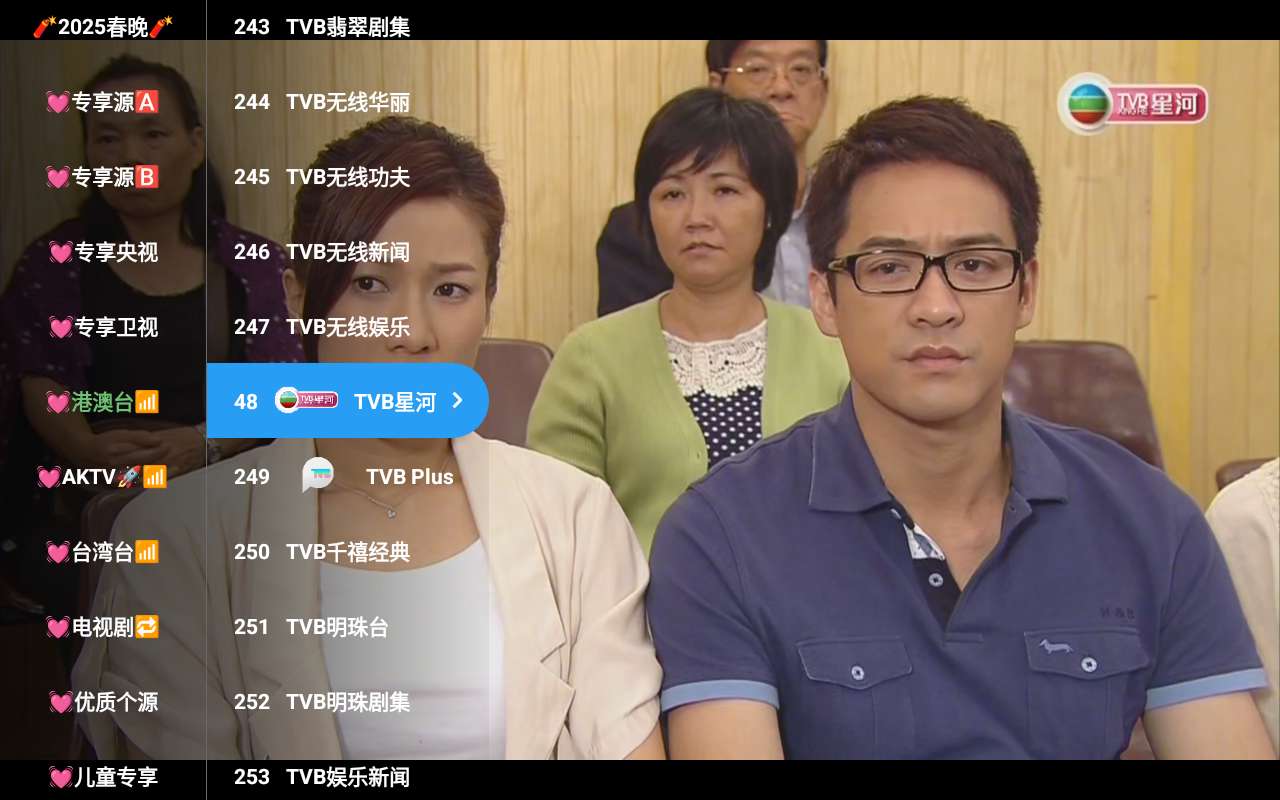 🧨2025春晚🧨
💓专享源🅰
💓专享源🅱
💓专享央视
💓专享卫视
💓港澳台📶
💓AKTV🚀📶
💓台湾台📶
💓电视剧🔁
💓优质个源
💓儿童专享
243 TVB翡翠剧集
244 TVB无线华丽
245 TVB无线功夫
246 TVB无线新闻
247 TVB无线娱乐
48 TVB星河 TVB星河
249 TVB Plus
250 TVB千禧经典
251 TVB明珠台
252 TVB明珠剧集
253 TVB娱乐新闻
TVB星河